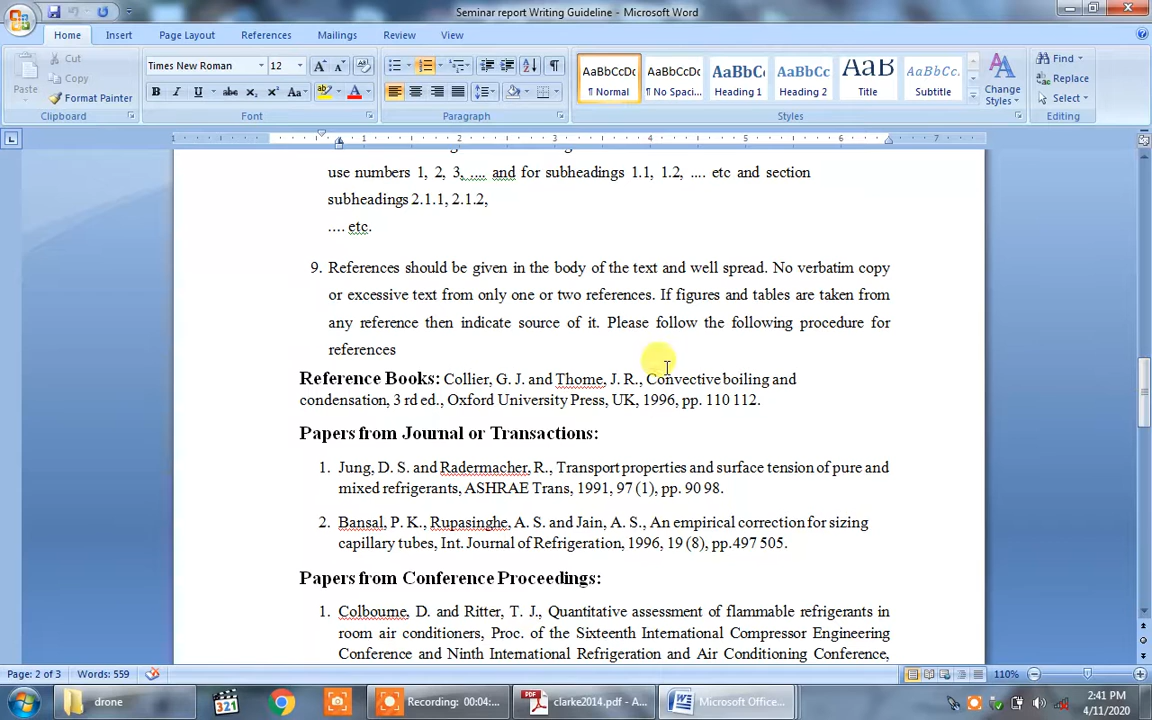 Seminar report Writing Guideline - Microsoft Word
Home Insert Page Layout References Mailings Review View
Paste
Cut
Copy
Format Painter
Clipboard
Times New Roman 12
Font
Paragraph
AaBbCcDc AaBbCcDc AaBbC AaBbCc AaB AaBbCc
¶ Normal ¶ No Spaci... Heading 1 Heading 2 Title Subtitle
Change Styles
Styles
Find
Replace
Select
Editing
1 1 2 3 4 5 6 7
use numbers 1, 2, 3, .... and for subheadings 1.1, 1.2, .... etc and section
subheadings 2.1.1, 2.1.2,
.... etc.
9. References should be given in the body of the text and well spread. No verbatim copy
or excessive text from only one or two references. If figures and tables are taken from
any reference then indicate source of it. Please follow the following procedure for
references
Reference Books: Collier, G. J. and Thome, J. R., Convective boiling and
condensation, 3 rd ed., Oxford University Press, UK, 1996, pp. 110 112.
Papers from Journal or Transactions:
1. Jung, D. S. and Radermacher, R., Transport properties and surface tension of pure and
mixed refrigerants, ASHRAE Trans, 1991, 97 (1), pp. 90 98.
2. Bansal, P. K., Rupasinghe, A. S. and Jain, A. S., An empirical correction for sizing
capillary tubes, Int. Journal of Refrigeration, 1996, 19 (8), pp.497 505.
Papers from Conference Proceedings:
1. Colbourne, D. and Ritter, T. J., Quantitative assessment of flammable refrigerants in
room air conditioners, Proc. of the Sixteenth International Compressor Engineering
Conference and Ninth International Refrigeration and Air Conditioning Conference,
Page: 2 of 3 Words: 559 110%
drone 321 Recording: 00:04:... clarke2014.pdf - A... Microsoft Office...
2:41 PM
4/11/2020